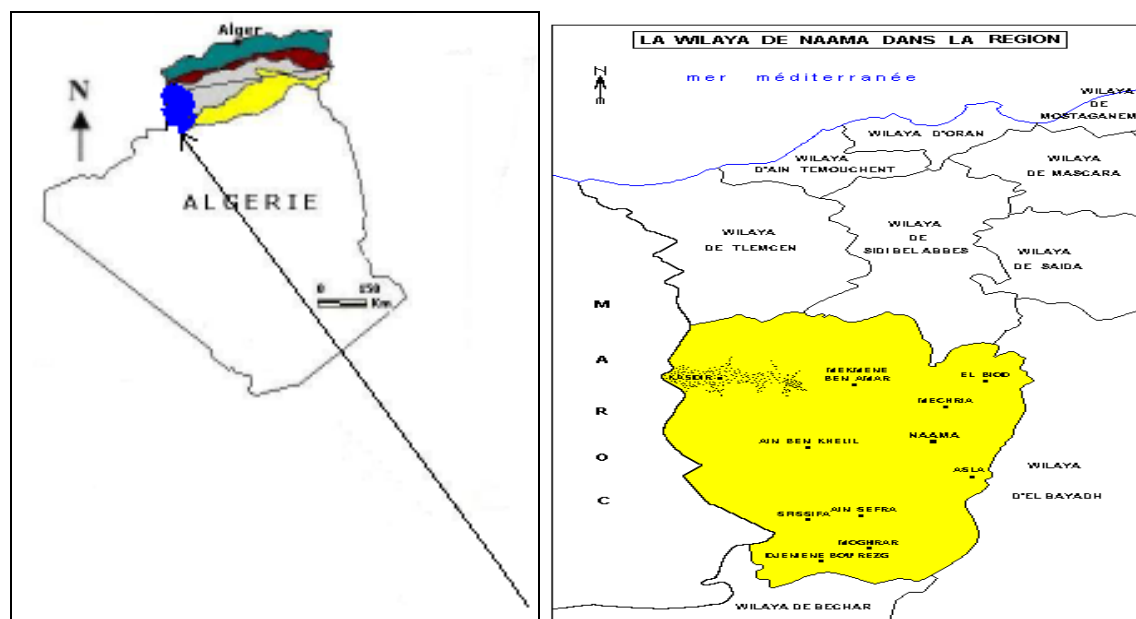 Alger
N
ALGERIE
0 150
Km
LA WILAYA DE NAAMA DANS LA REGION
N
mer méditerranée
WILAYA
DE
MOSTAGANEM
WILAYA D'ORAN
WILAYA
D'AIN TEMOUCHENT
WILAYA
DE MASCARA
WILAYA
DE TLEMCEN
WILAYA
DE
SIDI BEL ABBES
WILAYA
DE SAIDA
M
A
R
O
C
KASDIR
MEKMENE
BEN AMAR
EL BIOD
MECHRIA
AIN BEN KHELIL
NAAMA
ASLA
WILAYA
D'EL BAYADH
SFISSIFA
AIN SEFRA
MOGHRAR
DJENIENE BOUREZG
WILAYA DE BECHAR